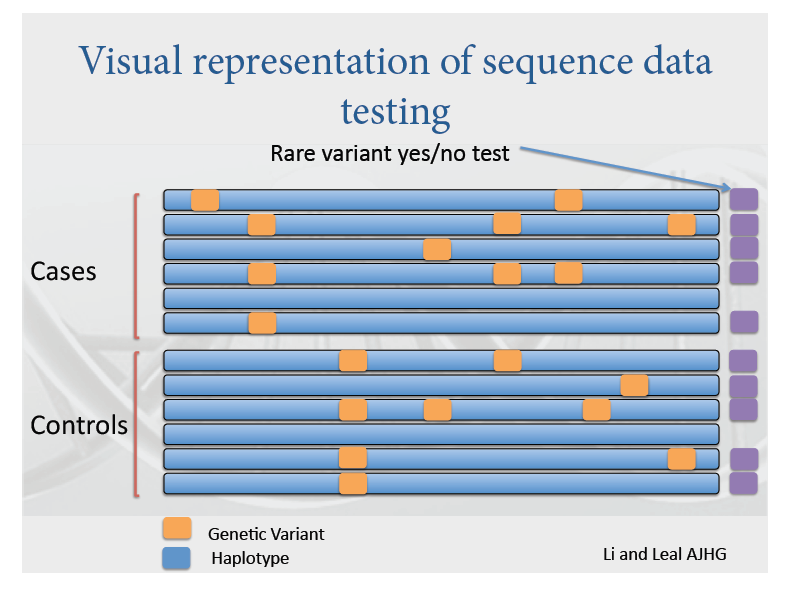 Visual representation of sequence data
testing
Rare variant yes/no test
Cases
Controls
Genetic Variant
Haplotype
Li and Leal AJHG